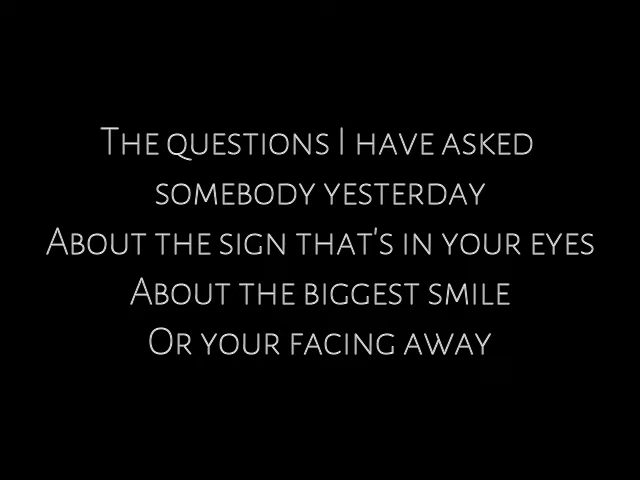 The questions I have asked
somebody yesterday
About the sign that's in your eyes
About the biggest smile
Or your facing away